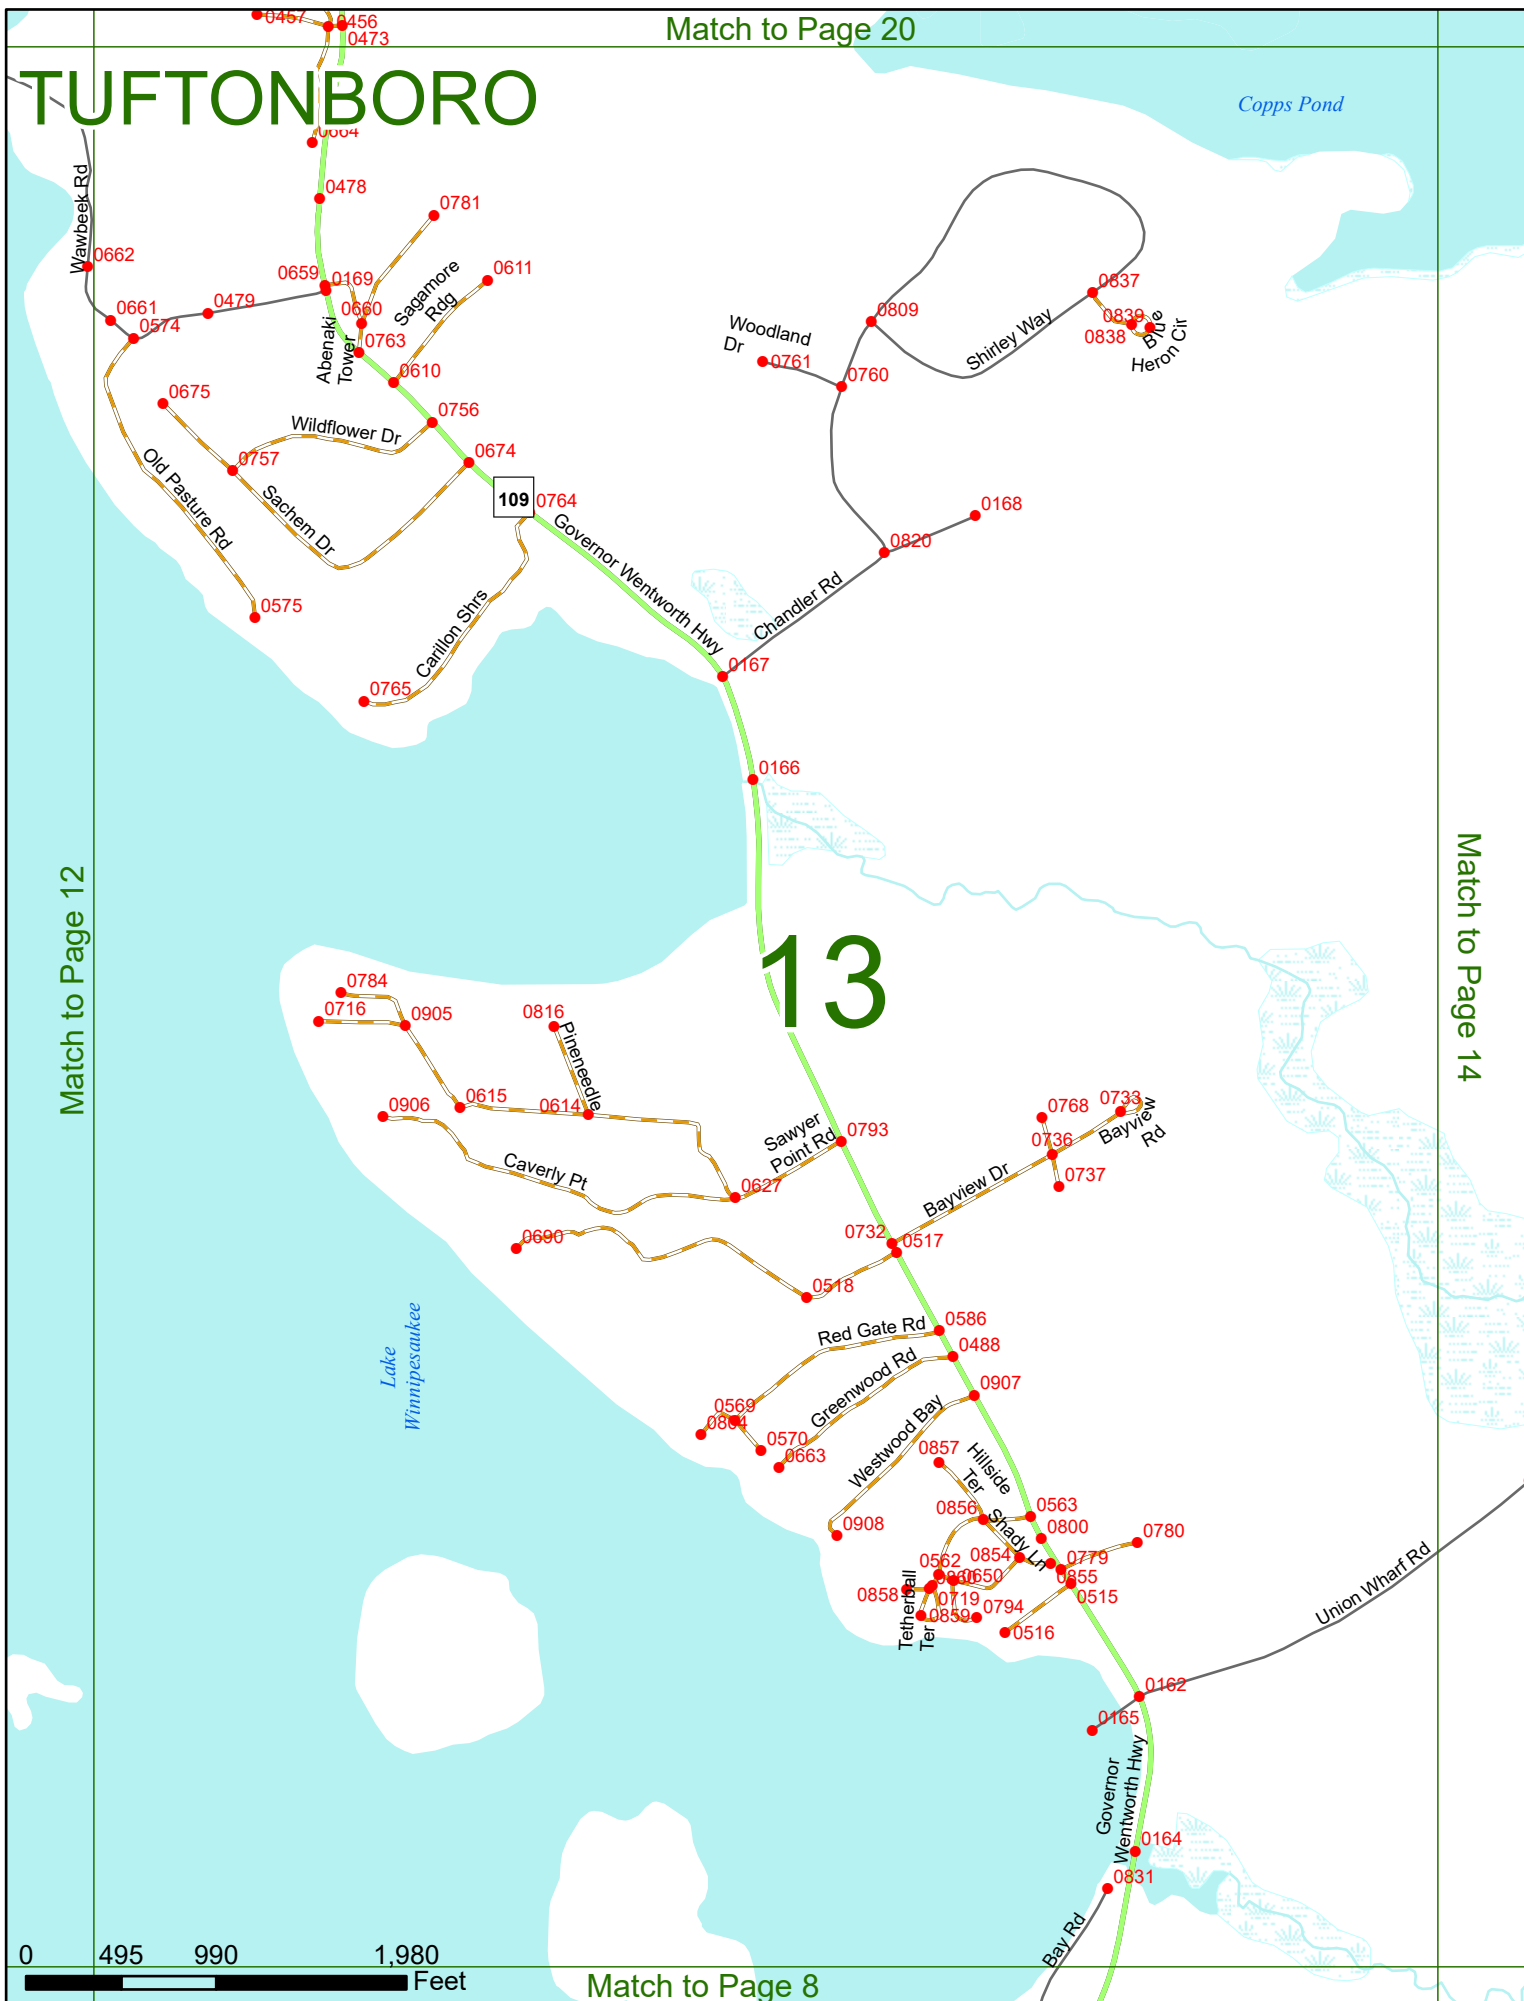 Match to Page 20
0457
0456
0473
TUFTONBORO
Copps Pond
0664
Wawbeek Rd
0478
0781
0662
0659
0169
Sagamore
Rdg
0611
0837
0661
0479
0660
0574
Abenaki
Tower
0763
0809
0839
0838
Blue
Heron Cir
Woodland
Dr
0761
Shirley Way
0610
0760
0675
0756
Wildflower Dr
0674
0757
Old Pasture Rd
Sachem Dr
109
0764
0168
Governor Wentworth Hwy
0820
Chandler Rd
0575
Carillon Shrs
0167
0765
0166
Match to Page 12
Match to Page 14
13
0784
0716
0905
0816
Pineneedle
0615
0614
0906
0733
0768
Bayview
Rd
Sawyer
Point Rd
0793
0736
Caverly Pt
0627
0737
Bayview Dr
0690
0732
0517
0518
Lake
Winnipesaukee
0586
Red Gate Rd
0488
Greenwood Rd
0907
0569
0804
0570
0663
Westwood Bay
0857
Hillside
Ter
0563
0856
0908
Shady Ln
0800
0780
0854
0779
0562
0860
0650
0855
0858
0719
0515
Tetherball
Ter
0859
0794
0516
Union Wharf Rd
0162
0165
Governor
Wentworth Hwy
0164
0831
Bay Rd
0
495
990
1,980
Feet
Match to Page 8